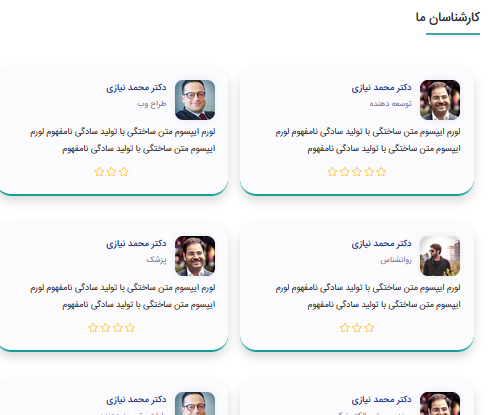 کارشناسان ما
دکتر محمد نیازی
توسعه دهنده
لورم ایپسوم متن ساختگی با تولید سادگی نامفهوم لورم
ایپسوم متن ساختگی با تولید سادگی نامفهوم
دکتر محمد نیازی
طراح وب
لورم ایپسوم متن ساختگی با تولید سادگی نامفهوم لورم
ایپسوم متن ساختگی با تولید سادگی نامفهوم
دکتر محمد نیازی
روانشناس
لورم ایپسوم متن ساختگی با تولید سادگی نامفهوم لورم
ایپسوم متن ساختگی با تولید سادگی نامفهوم
دکتر محمد نیازی
پزشک
لورم ایپسوم متن ساختگی با تولید سادگی نامفهوم لورم
ایپسوم متن ساختگی با تولید سادگی نامفهوم
دکتر محمد نیازی
دکتر محمد نیازی